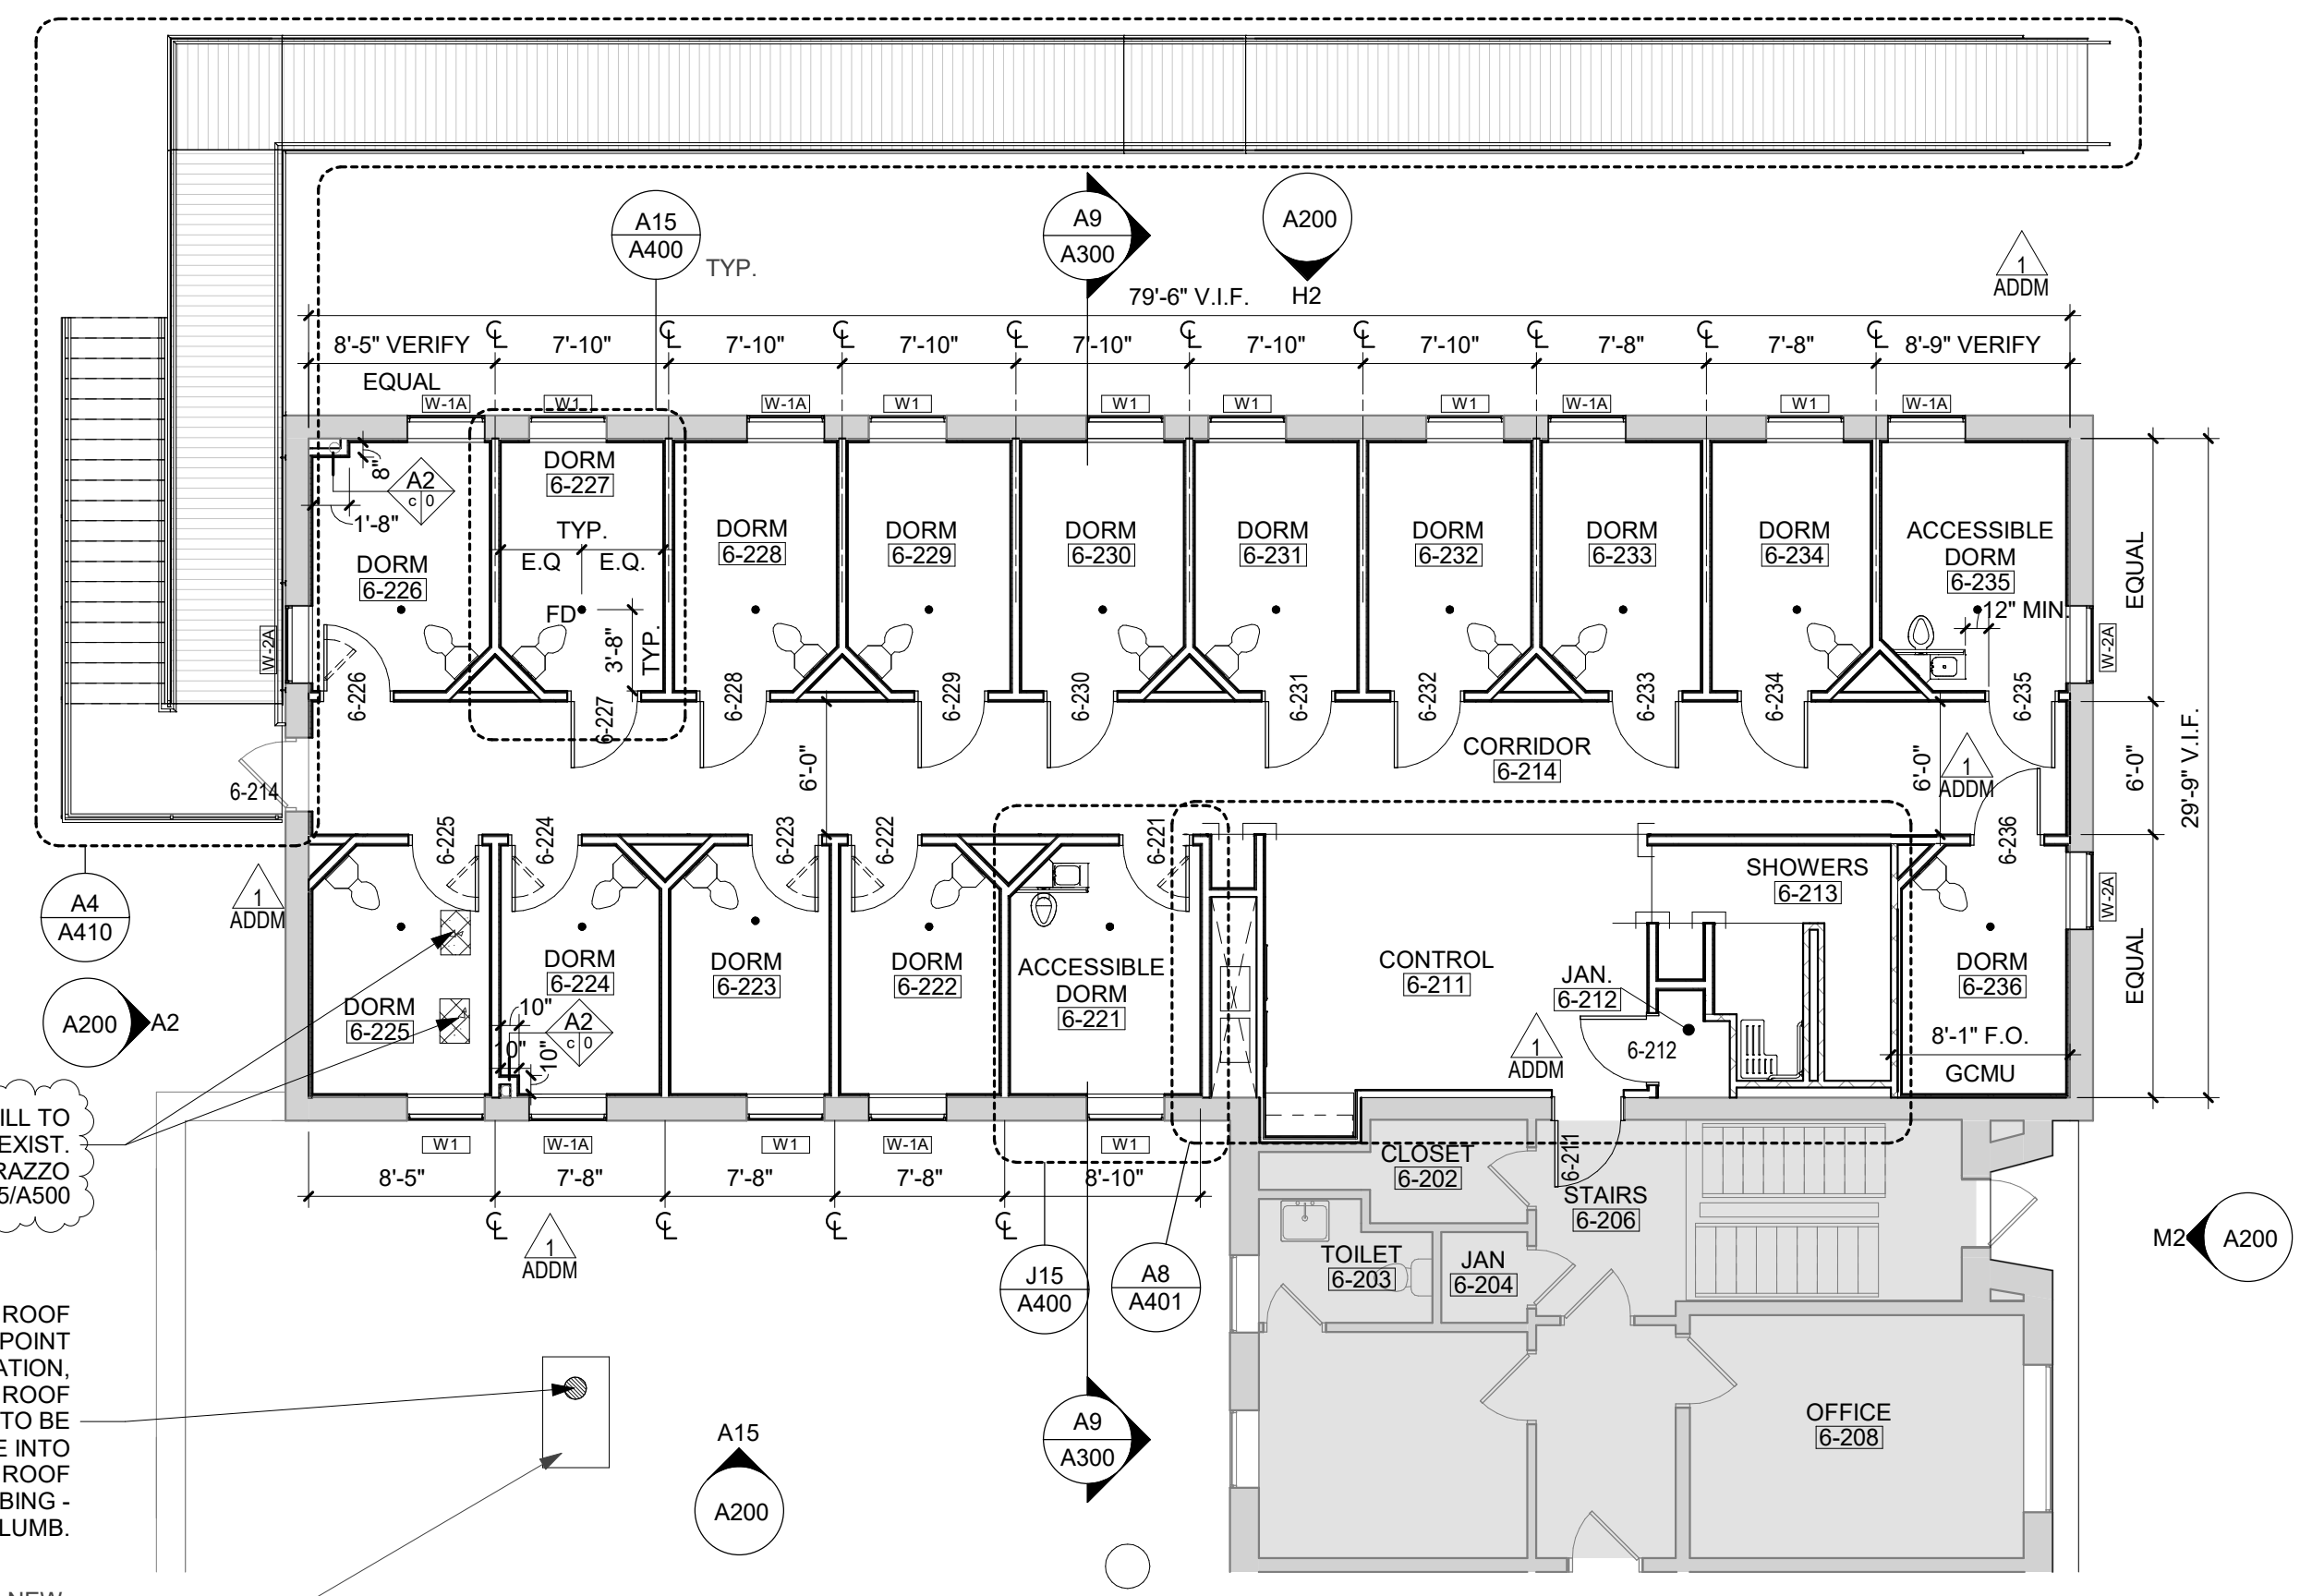 A15
A400
TYP.
A9
A300
A200
H2
1
ADDM
79'-6" V.I.F.
8'-5" VERIFY
7'-10"
7'-10"
7'-10"
7'-10"
7'-10"
7'-10"
7'-8"
7'-8"
8'-9" VERIFY
EQUAL
W-1A
W1
W-1A
W1
W1
W1
W1
W-1A
W1
W-1A
8"
A2
c 0
1'-8"
DORM
6-226
DORM
6-227
TYP.
E.Q
E.Q.
FD
3'-8"
TYP.
DORM
6-228
DORM
6-229
DORM
6-230
DORM
6-231
DORM
6-232
DORM
6-233
DORM
6-234
ACCESSIBLE
DORM
6-235
12" MIN.
W-2A
W-2A
EQUAL
6-226
6-227
6-228
6-229
6-230
6-231
6-232
6-233
6-234
6-235
6'-0"
CORRIDOR
6-214
6'-0"
1
ADDM
6'-0"
29'-9" V.I.F.
6-214
6-225
6-224
6-223
6-222
6-221
6-236
A4
A410
1
ADDM
A200
A2
DORM
6-225
DORM
6-224
10"
A2
c 0
10"
10"
DORM
6-223
DORM
6-222
ACCESSIBLE
DORM
6-221
CONTROL
6-211
SHOWERS
6-213
JAN.
6-212
6-212
1
ADDM
DORM
6-236
8'-1" F.O.
GCMU
W-2A
EQUAL
ILL TO
EXIST.
RAZZO
5/A500
W1
W-1A
W1
W-1A
W1
8'-5"
7'-8"
7'-8"
7'-8"
8'-10"
1
ADDM
J15
A400
A8
A401
CLOSET
6-202
6-211
STAIRS
6-206
TOILET
6-203
JAN
6-204
OFFICE
6-208
M2
A200
ROOF
POINT
ATION,
ROOF
TO BE
E INTO
ROOF
BING -
LUMB.
A15
A200
A9
A300
NEW